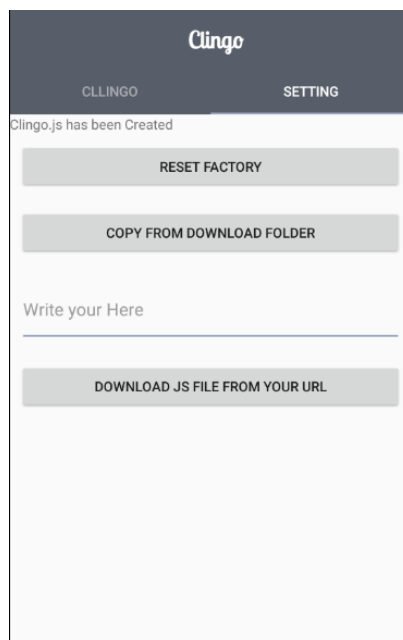 Clingo
CLLINGO SETTING
Clingo.js has been Created
RESET FACTORY
COPY FROM DOWNLOAD FOLDER
Write your Here
DOWNLOAD JS FILE FROM YOUR URL